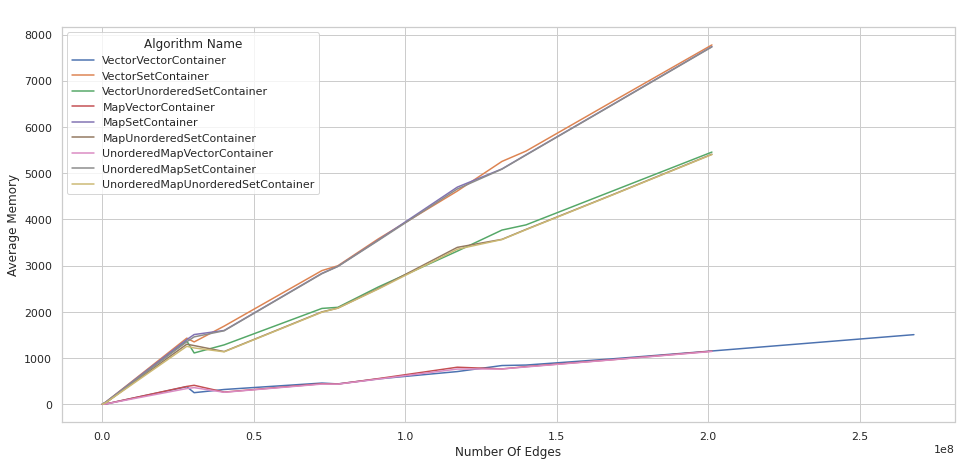 Algorithm Name
VectorVectorContainer
VectorSetContainer
VectorUnorderedSetContainer
MapVectorContainer
MapSetContainer
MapUnorderedSetContainer
UnorderedMapVectorContainer
UnorderedMapSetContainer
UnorderedMapUnorderedSetContainer
Average Memory
8000
7000
6000
5000
4000
3000
2000
1000
0
0.0 0.5 1.0 1.5 2.0 2.5
1e8
Number Of Edges